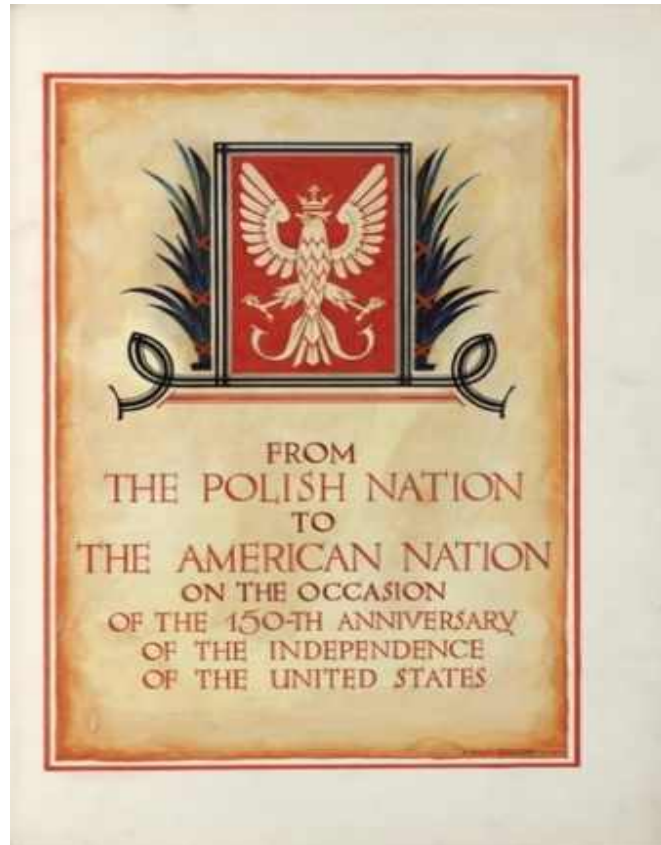 FROM
THE POLISH NATION
TO
THE AMERICAN NATION
ON THE OCCASION
OF THE 150-TH ANNIVERSARY
OF THE INDEPENDENCE
OF THE UNITED STATES